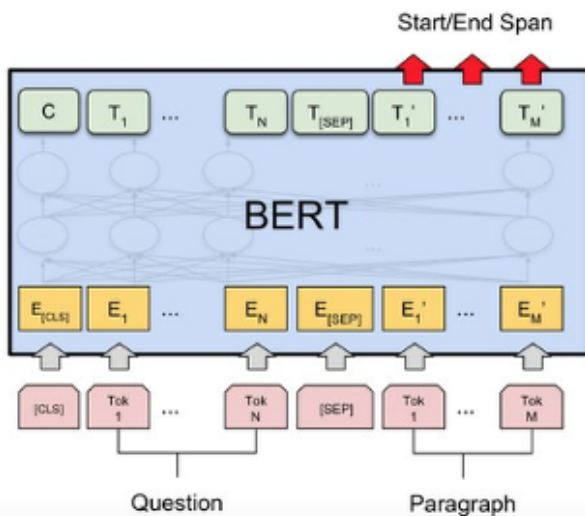 Start/End Span
C T1 ... TN T[SEP] T1' ... TM'
...
BERT
...
E[CLS] E1 ... EN E[SEP] E1' ... EM'
[CLS] Tok 1 ... Tok N [SEP] Tok 1 ... Tok M
Question Paragraph